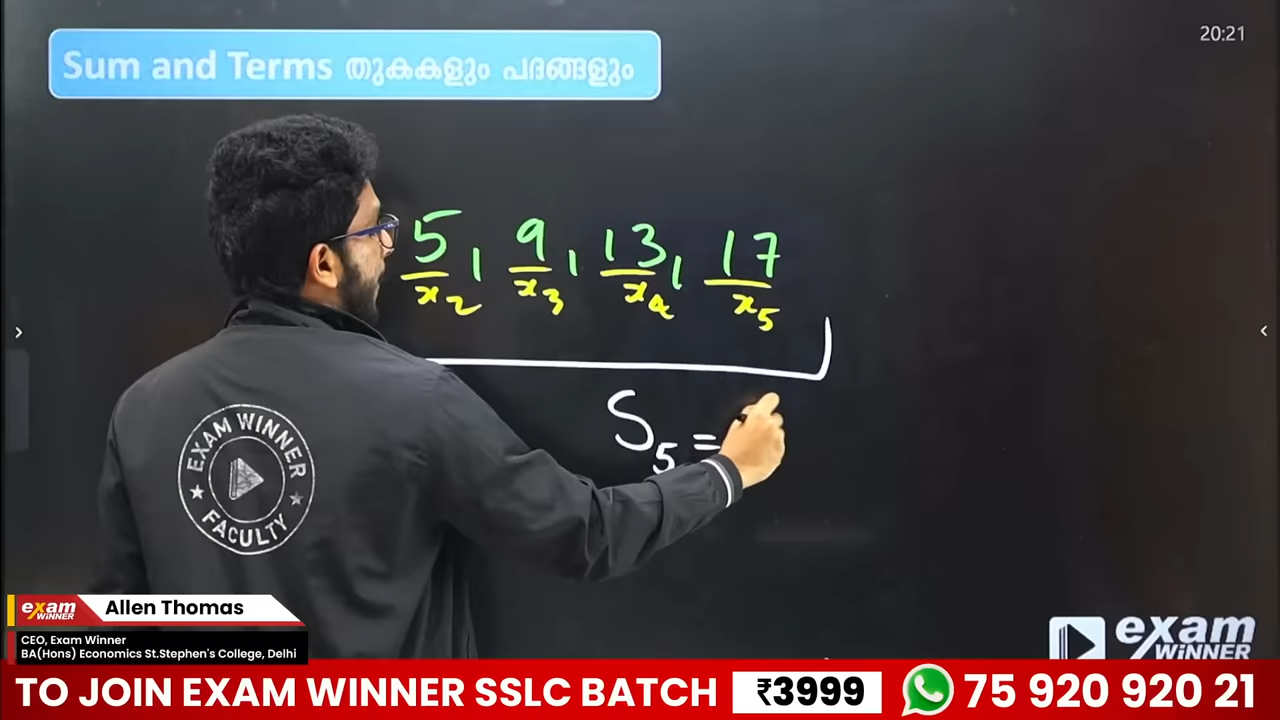 20:21
Sum and Terms തുകകളും പദങ്ങളും
5, 9, 13, 17
x₂ x₃ x₄ x₅
S₅ =
EXAM WINNER
FACULTY
exam WINNER
Allen Thomas
CEO, Exam Winner
BA(Hons) Economics St.Stephen's College, Delhi
exam
WINNER
TO JOIN EXAM WINNER SSLC BATCH ₹3999 75 920 920 21